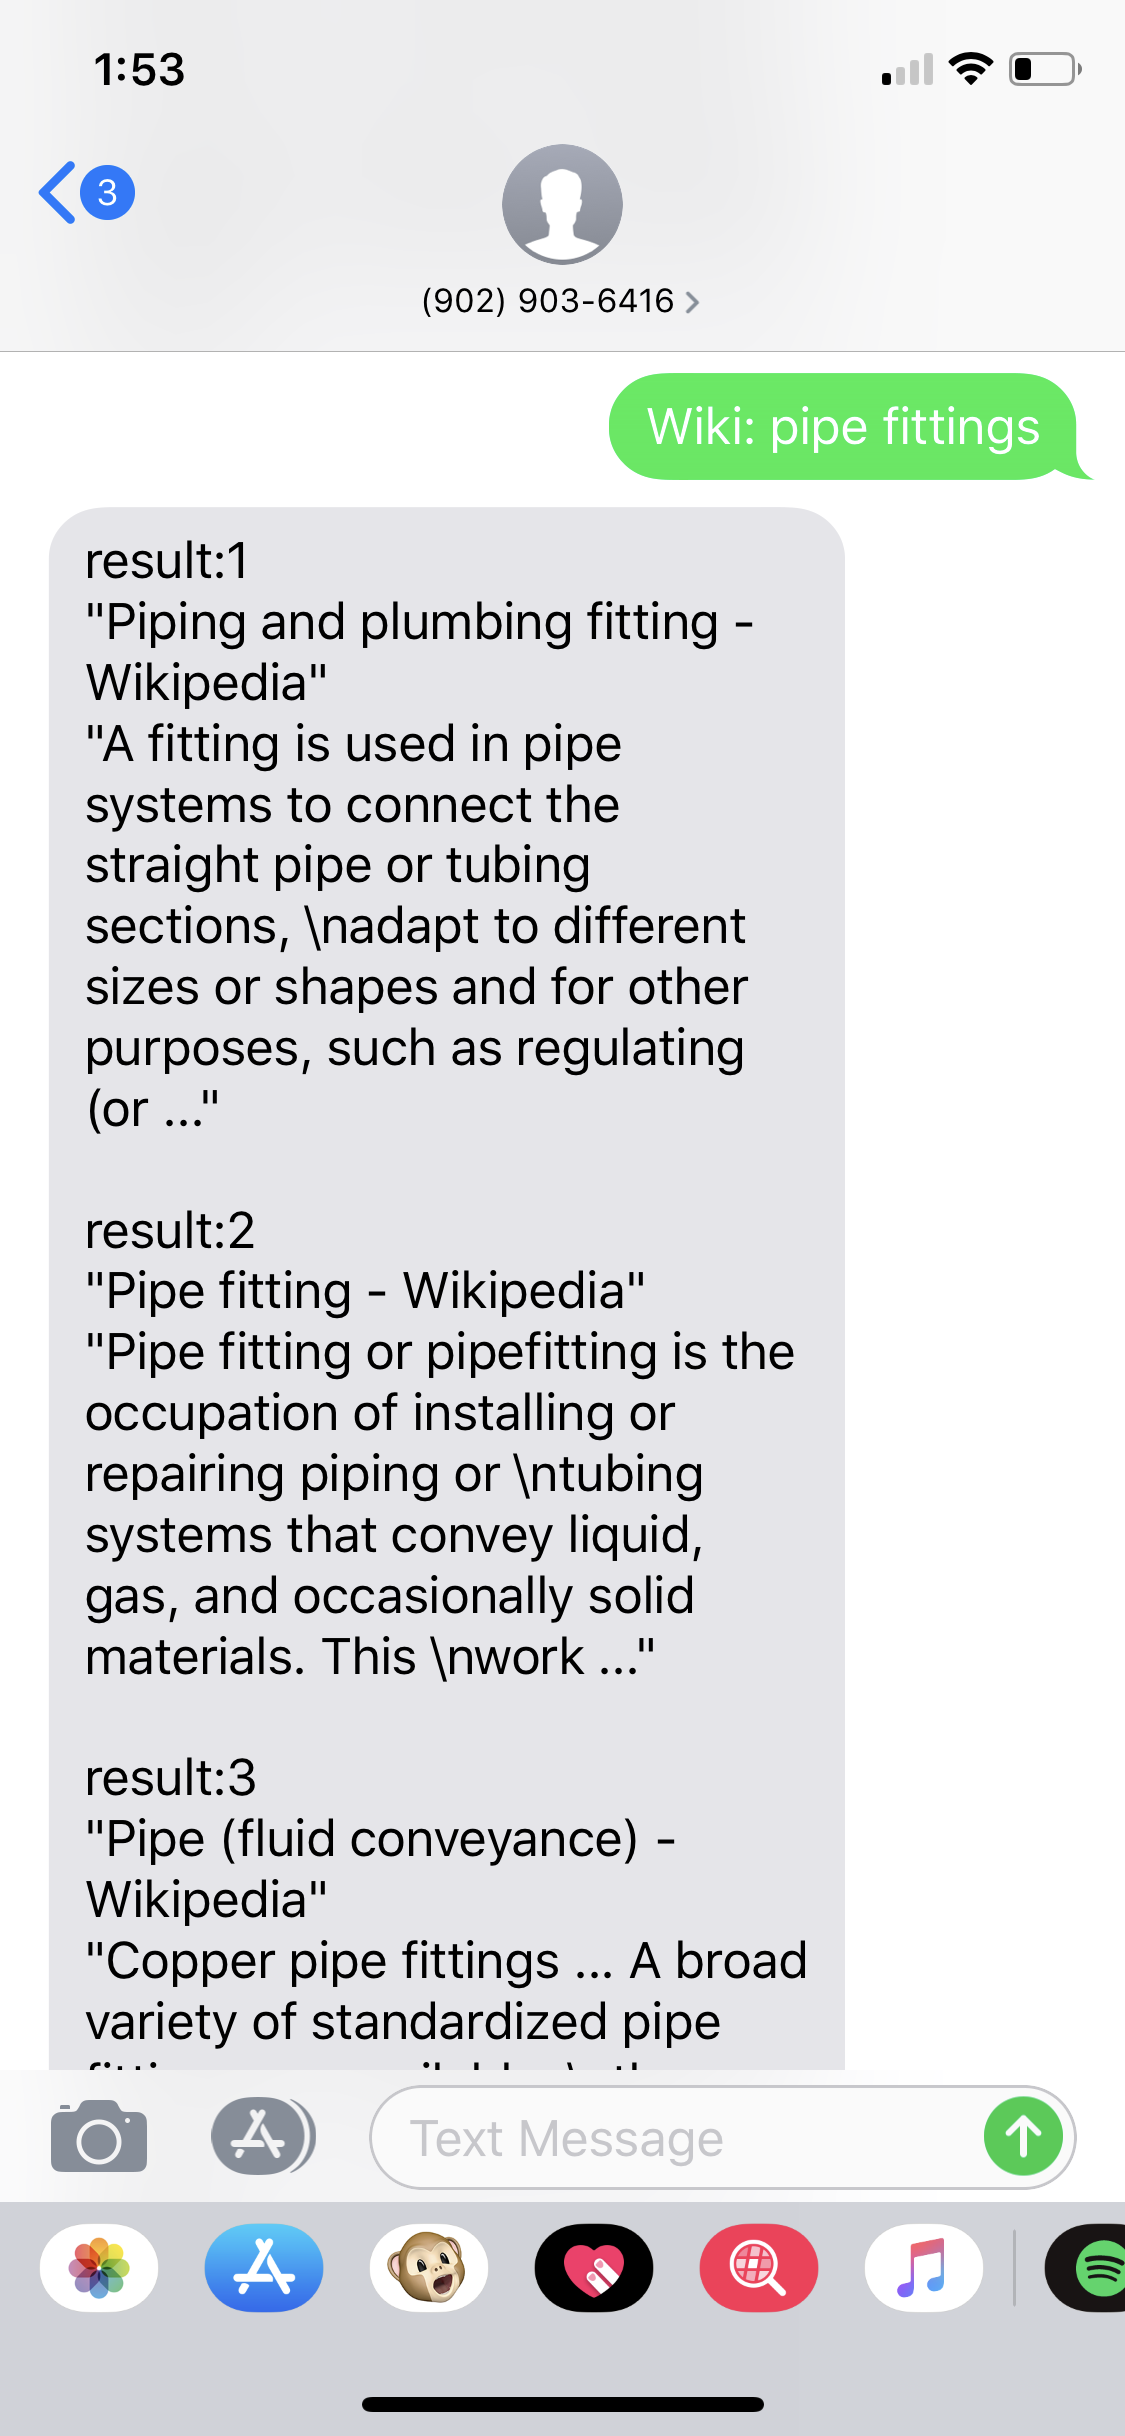 1:53
3
(902) 903-6416
Wiki: pipe fittings
result:1
"Piping and plumbing fitting -
Wikipedia"
"A fitting is used in pipe
systems to connect the
straight pipe or tubing
sections, \nadapt to different
sizes or shapes and for other
purposes, such as regulating
(or ..."
result:2
"Pipe fitting - Wikipedia"
"Pipe fitting or pipefitting is the
occupation of installing or
repairing piping or \ntubing
systems that convey liquid,
gas, and occasionally solid
materials. This \nwork ..."
result:3
"Pipe (fluid conveyance) -
Wikipedia"
"Copper pipe fittings ... A broad
variety of standardized pipe
Text Message